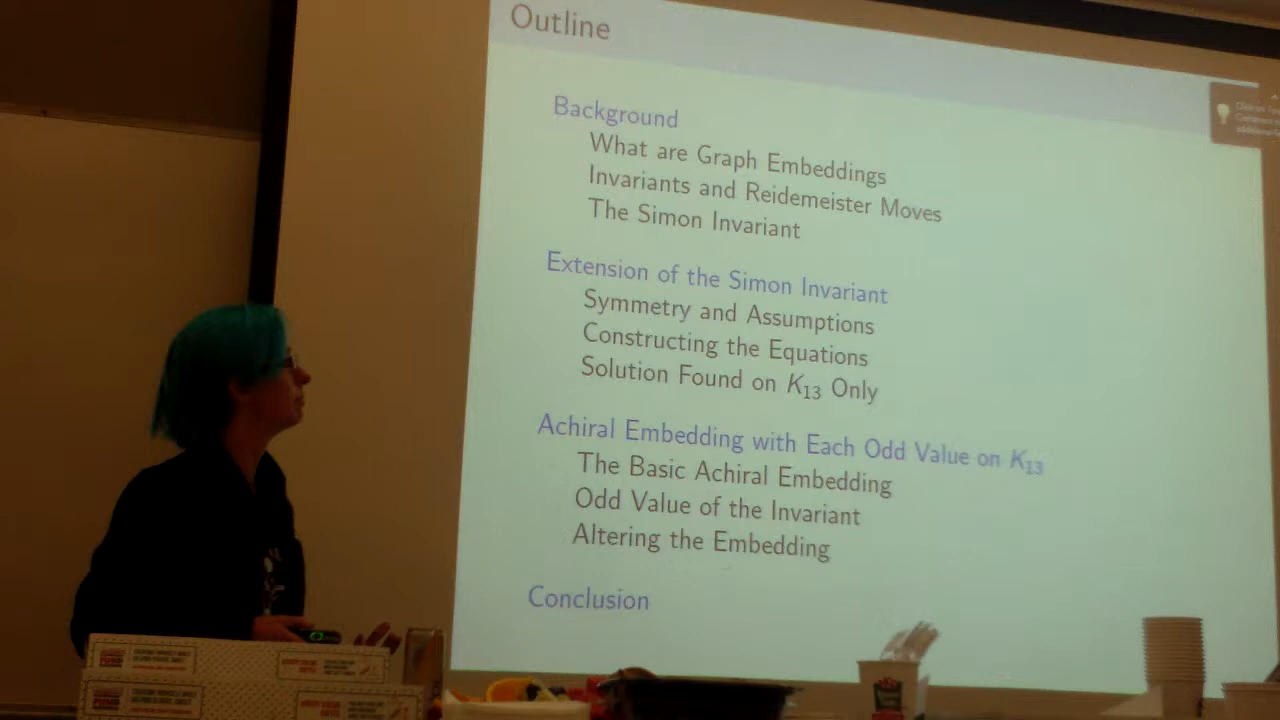 Outline
Background
What are Graph Embeddings
Invariants and Reidemeister Moves
The Simon Invariant
Extension of the Simon Invariant
Symmetry and Assumptions
Constructing the Equations
Solution Found on K₁₃ Only
Achiral Embedding with Each Odd Value on K₁₃
The Basic Achiral Embedding
Odd Value of the Invariant
Altering the Embedding
Conclusion